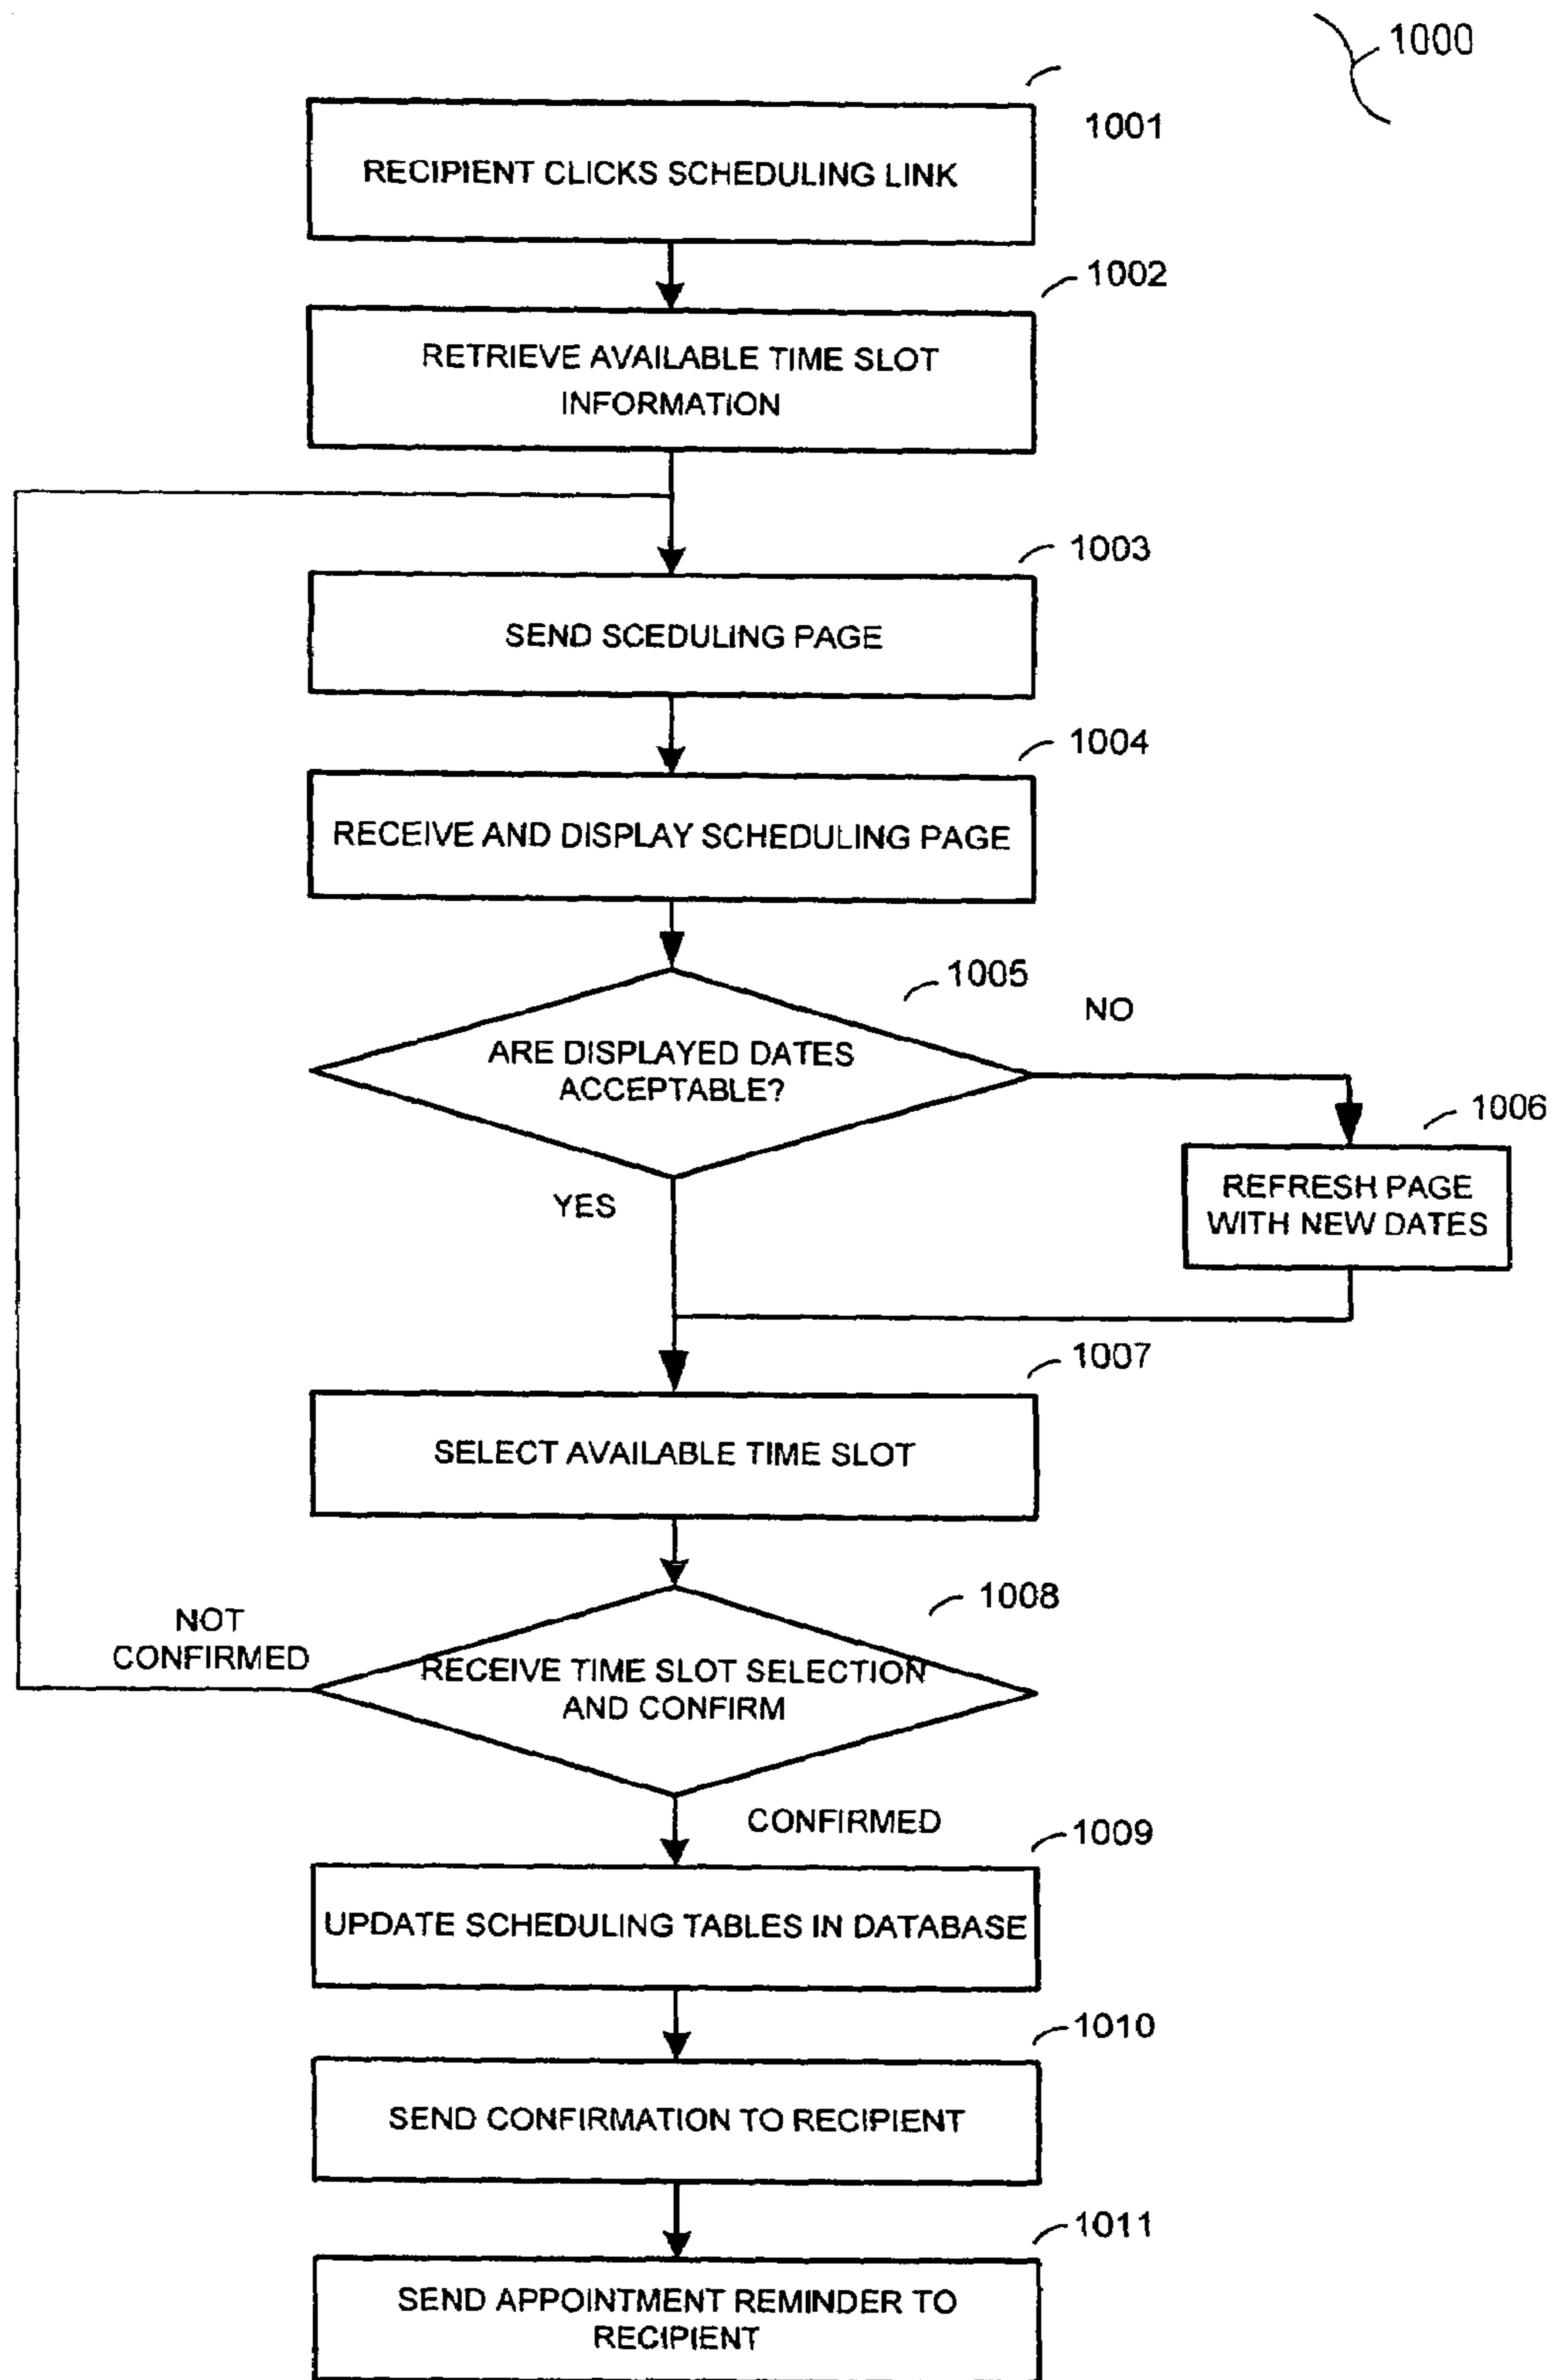 1000
1001
RECIPIENT CLICKS SCHEDULING LINK
1002
RETRIEVE AVAILABLE TIME SLOT
INFORMATION
1003
SEND SCEDULING PAGE
1004
RECEIVE AND DISPLAY SCHEDULING PAGE
1005
NO
ARE DISPLAYED DATES
ACCEPTABLE?
1006
REFRESH PAGE
WITH NEW DATES
YES
1007
SELECT AVAILABLE TIME SLOT
1008
NOT
CONFIRMED
RECEIVE TIME SLOT SELECTION
AND CONFIRM
CONFIRMED
1009
UPDATE SCHEDULING TABLES IN DATABASE
1010
SEND CONFIRMATION TO RECIPIENT
1011
SEND APPOINTMENT REMINDER TO
RECIPIENT